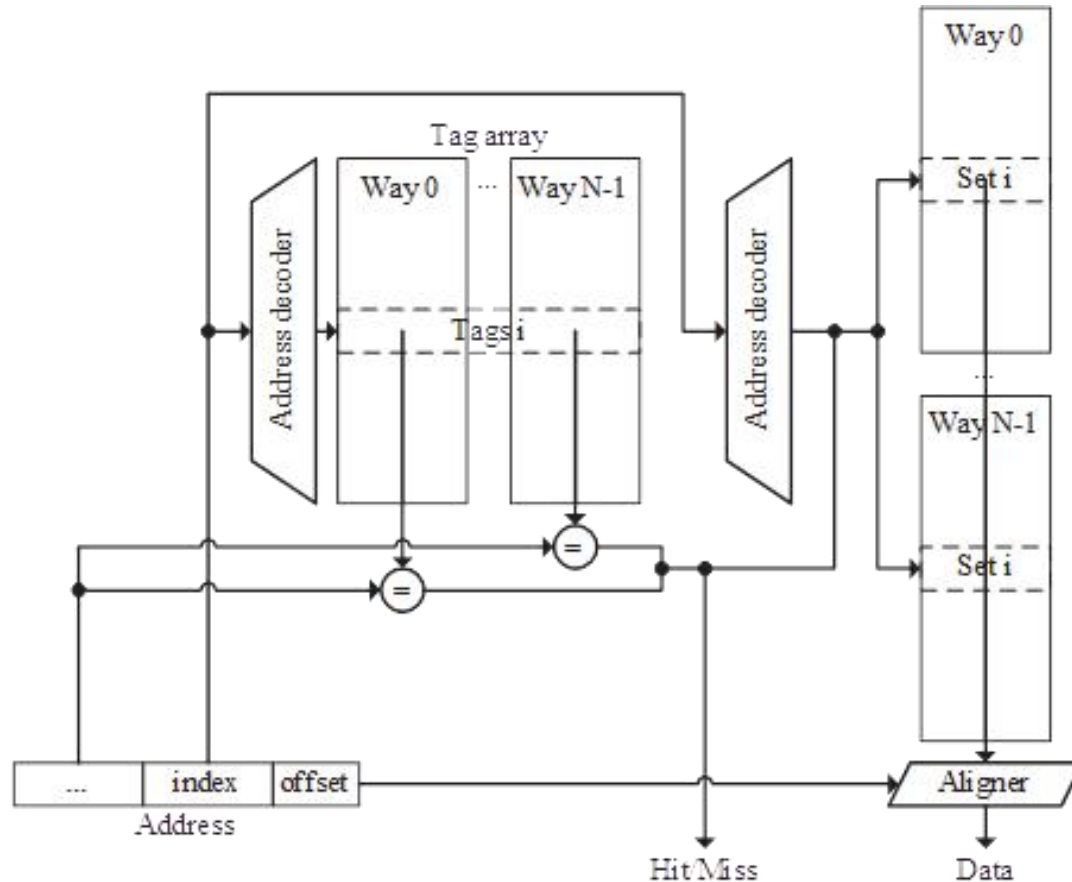 Way 0
Tag array
Way 0
...
Way N-1
Set i
Address decoder
Tags i
Address decoder
...
Way N-1
=
Set i
=
...
index
offset
Aligner
Address
Hit/Miss
Data